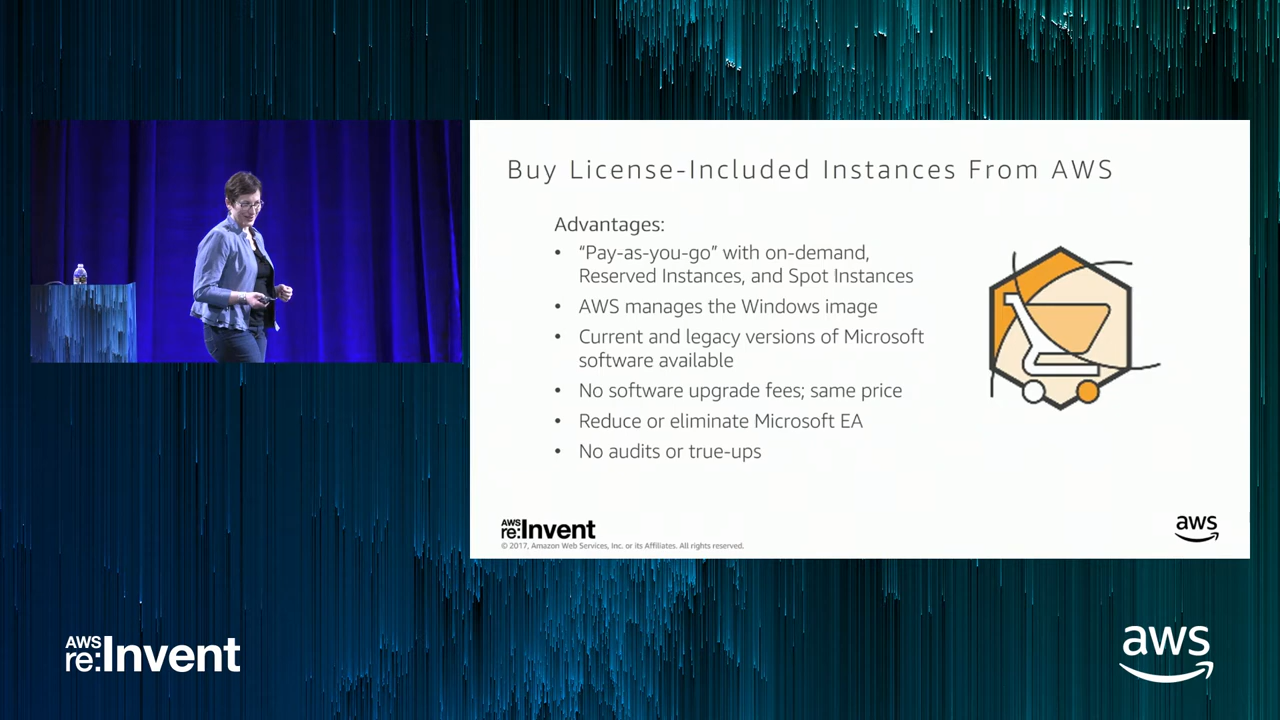 Buy License-Included Instances From AWS
Advantages:
• “Pay-as-you-go” with on-demand,
Reserved Instances, and Spot Instances
• AWS manages the Windows image
• Current and legacy versions of Microsoft
software available
• No software upgrade fees; same price
• Reduce or eliminate Microsoft EA
• No audits or true-ups
AWS
re:Invent
© 2017, Amazon Web Services, Inc. or its Affiliates. All rights reserved.
aws
AWS
re:Invent
aws